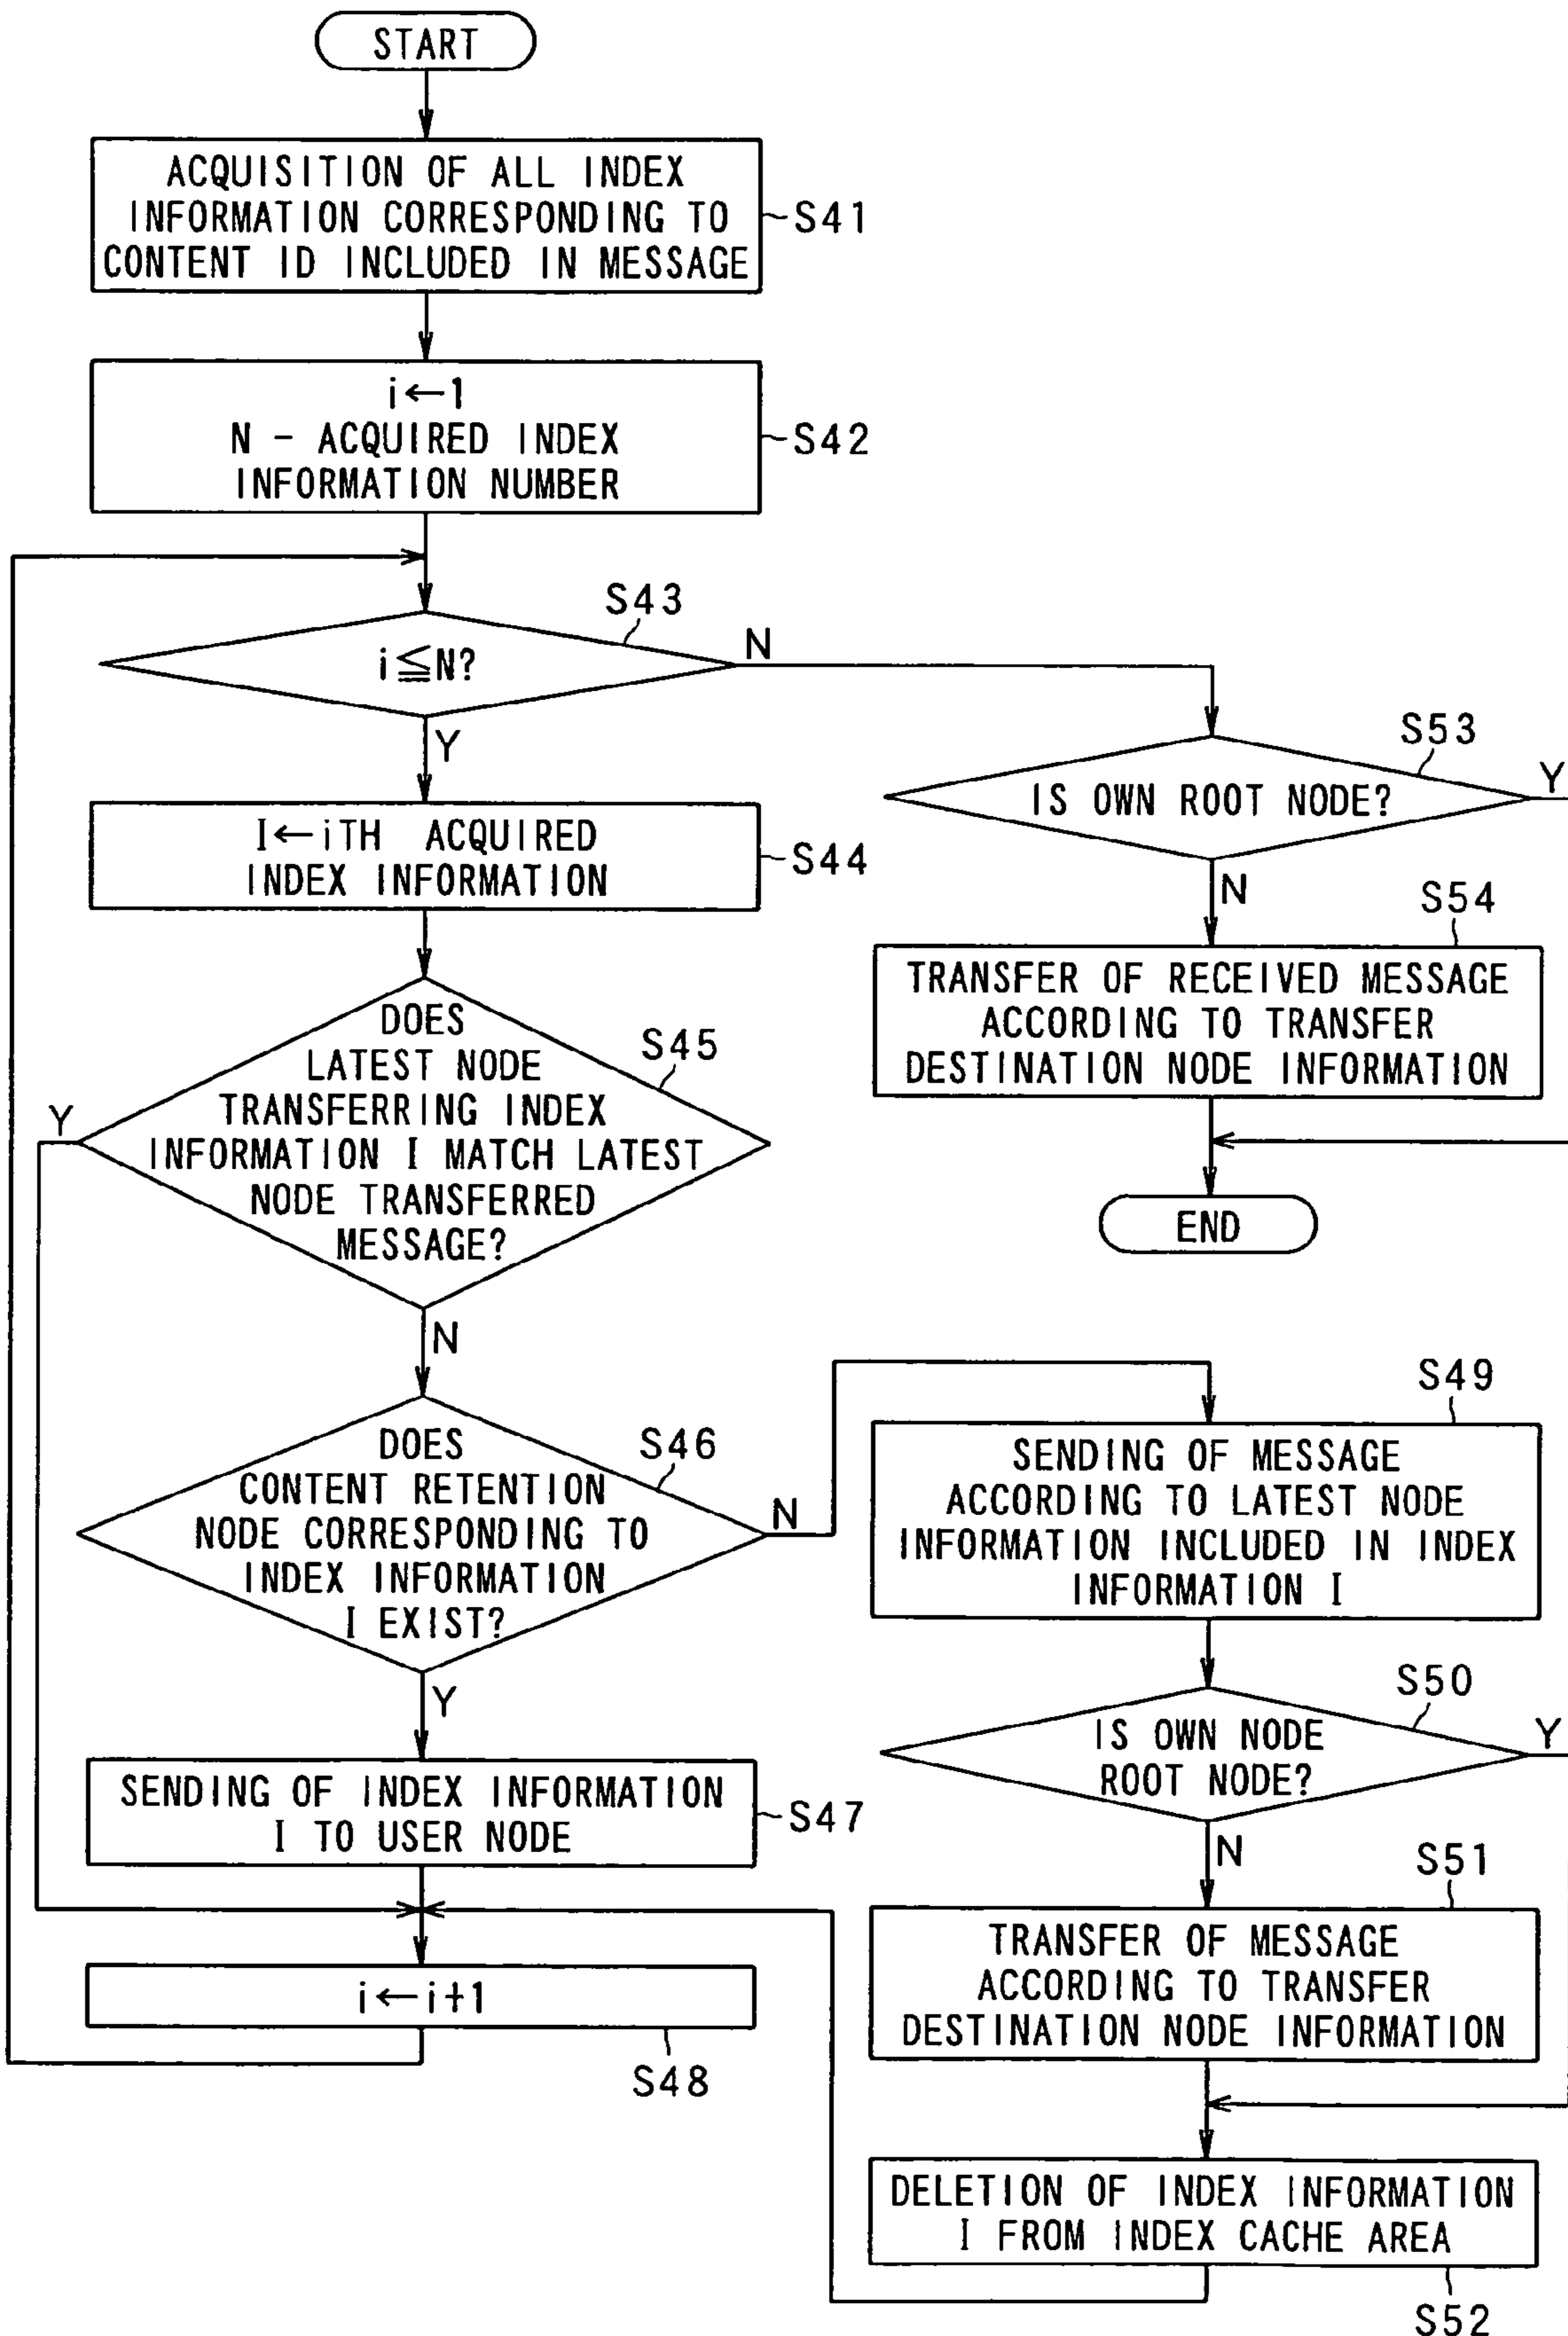 START
ACQUISITION OF ALL INDEX
INFORMATION CORRESPONDING TO
CONTENT ID INCLUDED IN MESSAGE
S41
i←1
N - ACQUIRED INDEX
INFORMATION NUMBER
S42
S43
i≦N?
N
Y
S53
IS OWN ROOT NODE?
Y
N
I←iTH ACQUIRED
INDEX INFORMATION
S44
S54
TRANSFER OF RECEIVED MESSAGE
ACCORDING TO TRANSFER
DESTINATION NODE INFORMATION
END
DOES
LATEST NODE
TRANSFERRING INDEX
INFORMATION I MATCH LATEST
NODE TRANSFERRED
MESSAGE?
S45
Y
N
DOES
CONTENT RETENTION
NODE CORRESPONDING TO
INDEX INFORMATION
I EXIST?
S46
N
Y
S49
SENDING OF MESSAGE
ACCORDING TO LATEST NODE
INFORMATION INCLUDED IN INDEX
INFORMATION I
S50
IS OWN NODE
ROOT NODE?
Y
N
SENDING OF INDEX INFORMATION
I TO USER NODE
S47
i←i+1
S48
S51
TRANSFER OF MESSAGE
ACCORDING TO TRANSFER
DESTINATION NODE INFORMATION
DELETION OF INDEX INFORMATION
I FROM INDEX CACHE AREA
S52